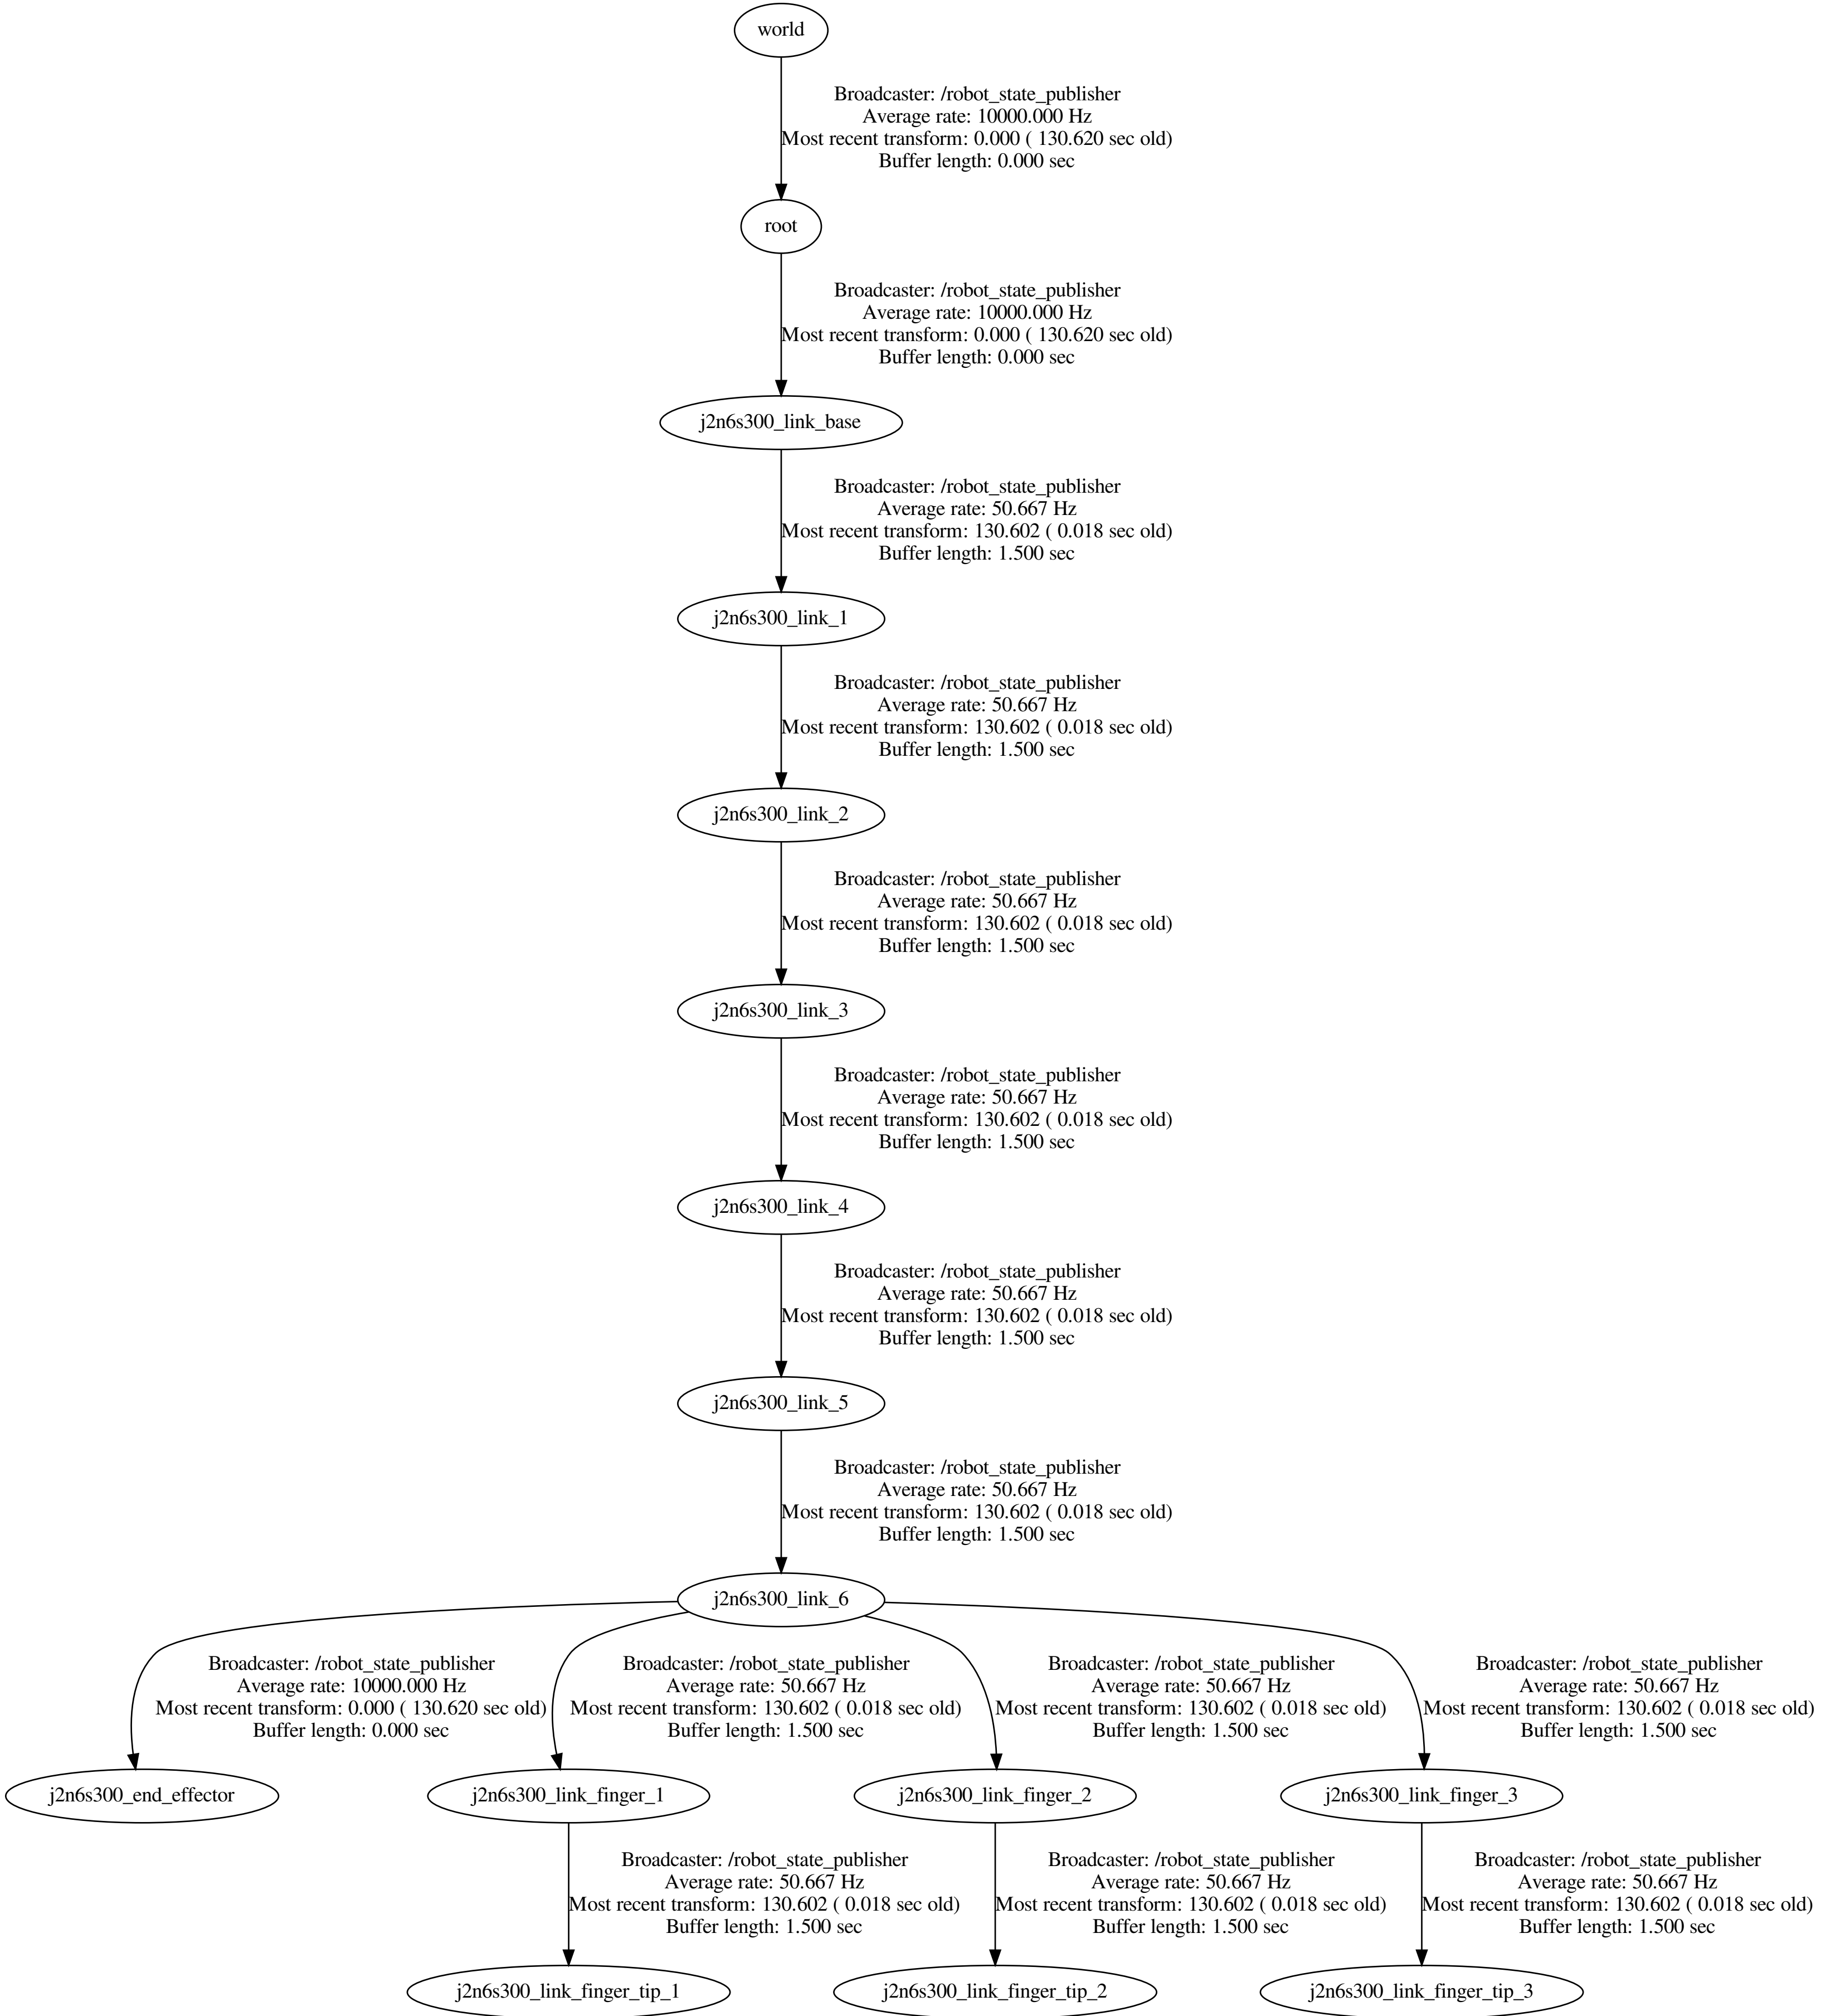 world
Broadcaster: /robot_state_publisher
Average rate: 10000.000 Hz
Most recent transform: 0.000 ( 130.620 sec old)
Buffer length: 0.000 sec
root
Broadcaster: /robot_state_publisher
Average rate: 10000.000 Hz
Most recent transform: 0.000 ( 130.620 sec old)
Buffer length: 0.000 sec
j2n6s300_link_base
Broadcaster: /robot_state_publisher
Average rate: 50.667 Hz
Most recent transform: 130.602 ( 0.018 sec old)
Buffer length: 1.500 sec
j2n6s300_link_1
Broadcaster: /robot_state_publisher
Average rate: 50.667 Hz
Most recent transform: 130.602 ( 0.018 sec old)
Buffer length: 1.500 sec
j2n6s300_link_2
Broadcaster: /robot_state_publisher
Average rate: 50.667 Hz
Most recent transform: 130.602 ( 0.018 sec old)
Buffer length: 1.500 sec
j2n6s300_link_3
Broadcaster: /robot_state_publisher
Average rate: 50.667 Hz
Most recent transform: 130.602 ( 0.018 sec old)
Buffer length: 1.500 sec
j2n6s300_link_4
Broadcaster: /robot_state_publisher
Average rate: 50.667 Hz
Most recent transform: 130.602 ( 0.018 sec old)
Buffer length: 1.500 sec
j2n6s300_link_5
Broadcaster: /robot_state_publisher
Average rate: 50.667 Hz
Most recent transform: 130.602 ( 0.018 sec old)
Buffer length: 1.500 sec
j2n6s300_link_6
Broadcaster: /robot_state_publisher
Average rate: 10000.000 Hz
Most recent transform: 0.000 ( 130.620 sec old)
Buffer length: 0.000 sec
Broadcaster: /robot_state_publisher
Average rate: 50.667 Hz
Most recent transform: 130.602 ( 0.018 sec old)
Buffer length: 1.500 sec
Broadcaster: /robot_state_publisher
Average rate: 50.667 Hz
Most recent transform: 130.602 ( 0.018 sec old)
Buffer length: 1.500 sec
Broadcaster: /robot_state_publisher
Average rate: 50.667 Hz
Most recent transform: 130.602 ( 0.018 sec old)
Buffer length: 1.500 sec
j2n6s300_end_effector
j2n6s300_link_finger_1
j2n6s300_link_finger_2
j2n6s300_link_finger_3
Broadcaster: /robot_state_publisher
Average rate: 50.667 Hz
Most recent transform: 130.602 ( 0.018 sec old)
Buffer length: 1.500 sec
Broadcaster: /robot_state_publisher
Average rate: 50.667 Hz
Most recent transform: 130.602 ( 0.018 sec old)
Buffer length: 1.500 sec
Broadcaster: /robot_state_publisher
Average rate: 50.667 Hz
Most recent transform: 130.602 ( 0.018 sec old)
Buffer length: 1.500 sec
j2n6s300_link_finger_tip_1
j2n6s300_link_finger_tip_2
j2n6s300_link_finger_tip_3